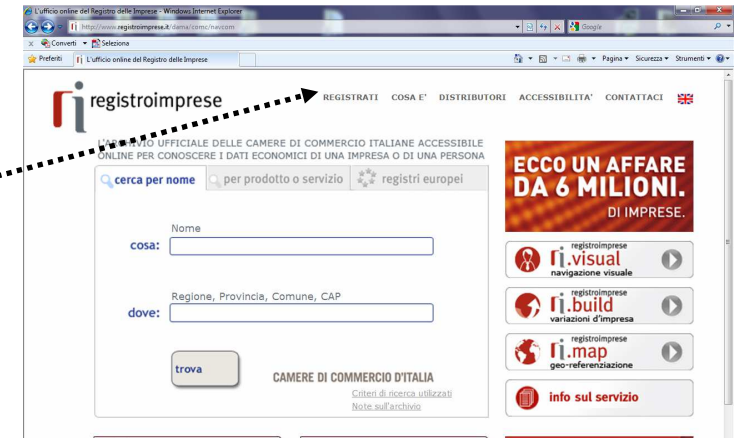 L'ufficio online del Registro delle Imprese - Windows Internet Explorer
http://www.registroimprese.it/dama/comc/navcom
Google
x Converti Seleziona
Preferiti L'ufficio online del Registro delle Imprese Pagina Sicurezza Strumenti
registroimprese
REGISTRATI COSA E' DISTRIBUTORI ACCESSIBILITA' CONTATTACI
L'ARCHIVIO UFFICIALE DELLE CAMERE DI COMMERCIO ITALIANE ACCESSIBILE
ONLINE PER CONOSCERE I DATI ECONOMICI DI UNA IMPRESA O DI UNA PERSONA
cerca per nome per prodotto o servizio registri europei
Nome
cosa:
Regione, Provincia, Comune, CAP
dove:
trova
CAMERE DI COMMERCIO D'ITALIA
Criteri di ricerca utilizzati
Note sull'archivio
ECCO UN AFFARE
DA 6 MILIONI.
DI IMPRESE.
registroimprese
ri.visual
navigazione visuale
registroimprese
ri.build
variazioni d'impresa
registroimprese
ri.map
geo-referenziazione
info sul servizio